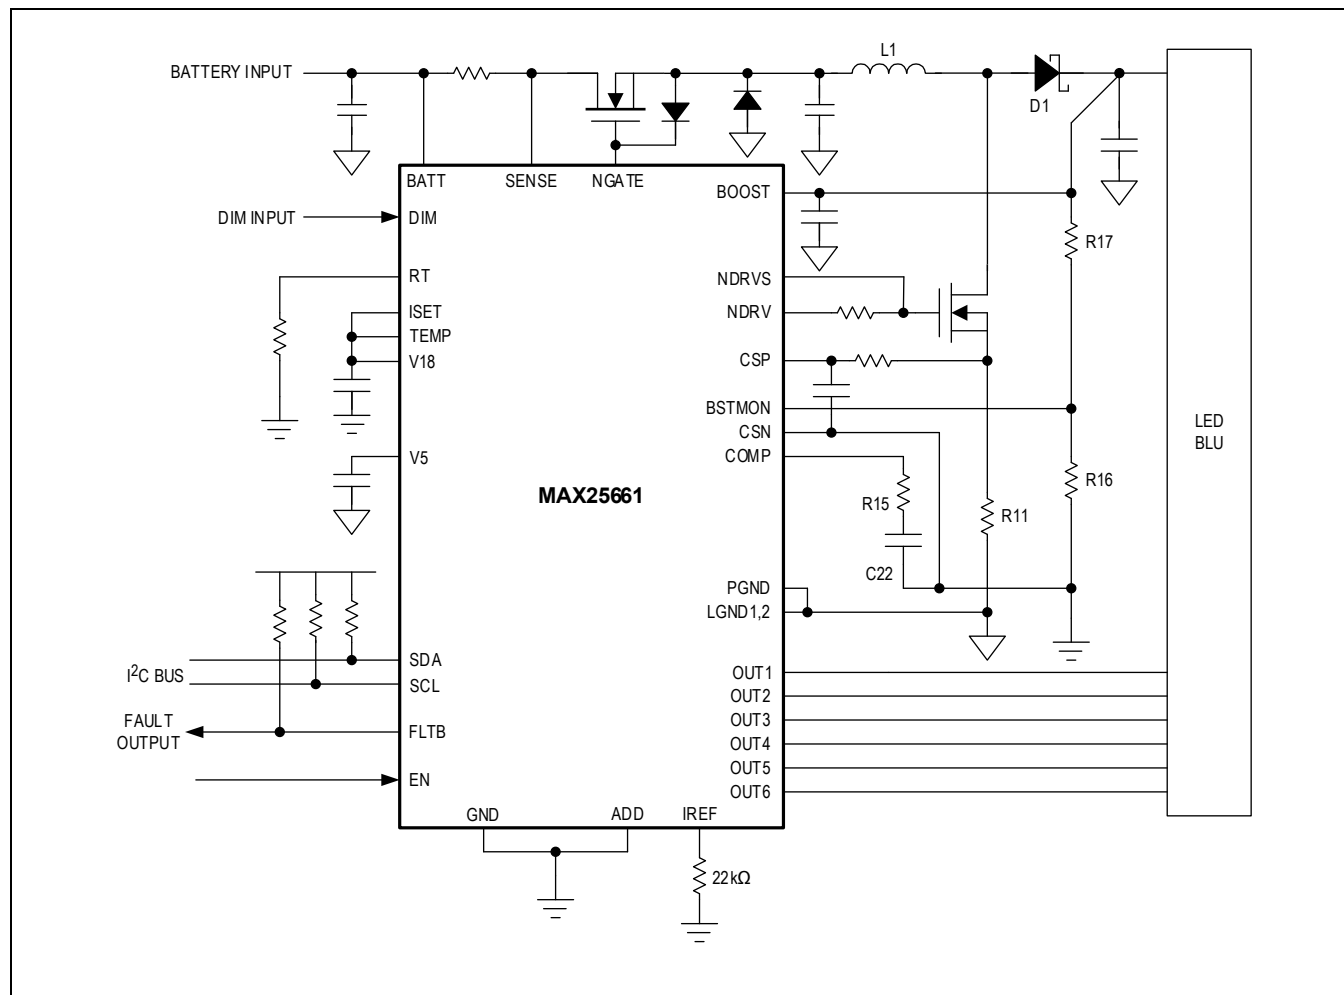 L1
BATTERY INPUT
D1
BATT
SENSE
NGATE
BOOST
DIM INPUT
DIM
R17
RT
NDRVS
ISET
NDRV
TEMP
V18
CSP
BSTMON
CSN
LED
BLU
V5
COMP
MAX25661
R15
R16
R11
C22
PGND
LGND1,2
SDA
I2C BUS
SCL
OUT1
OUT2
FAULT
OUTPUT
FLTB
OUT3
OUT4
OUT5
EN
OUT6
GND
ADD
IREF
22kΩ